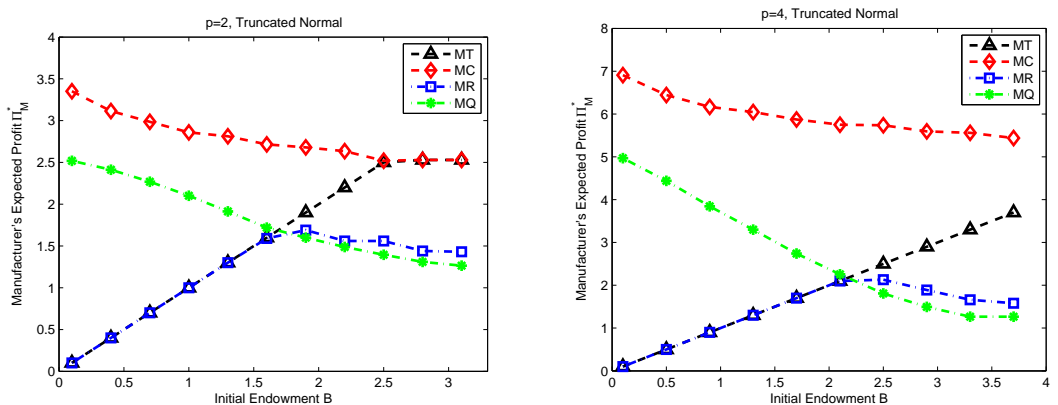 p=2, Truncated Normal
4
3.5
3
2.5
2
1.5
1
0.5
0
0
0.5
1
1.5
2
2.5
3
Manufacturer's Expected Profit Π*M
Initial Endowment B
MT
MC
MR
MQ
p=4, Truncated Normal
8
7
6
5
4
3
2
1
0
0
0.5
1
1.5
2
2.5
3
3.5
4
Manufacturer's Expected Profit Π*M
Initial Endowment B
MT
MC
MR
MQ